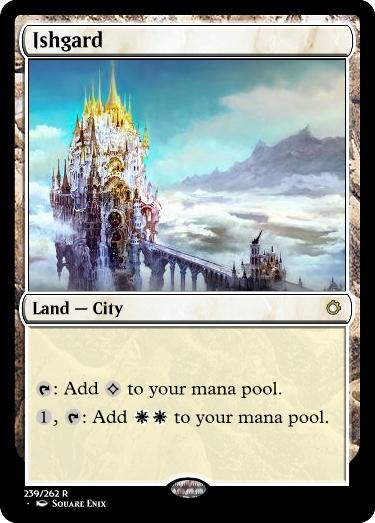 Ishgard
Land — City
: Add to your mana pool.
1, : Add to your mana pool.
239/262 R
· Square Enix